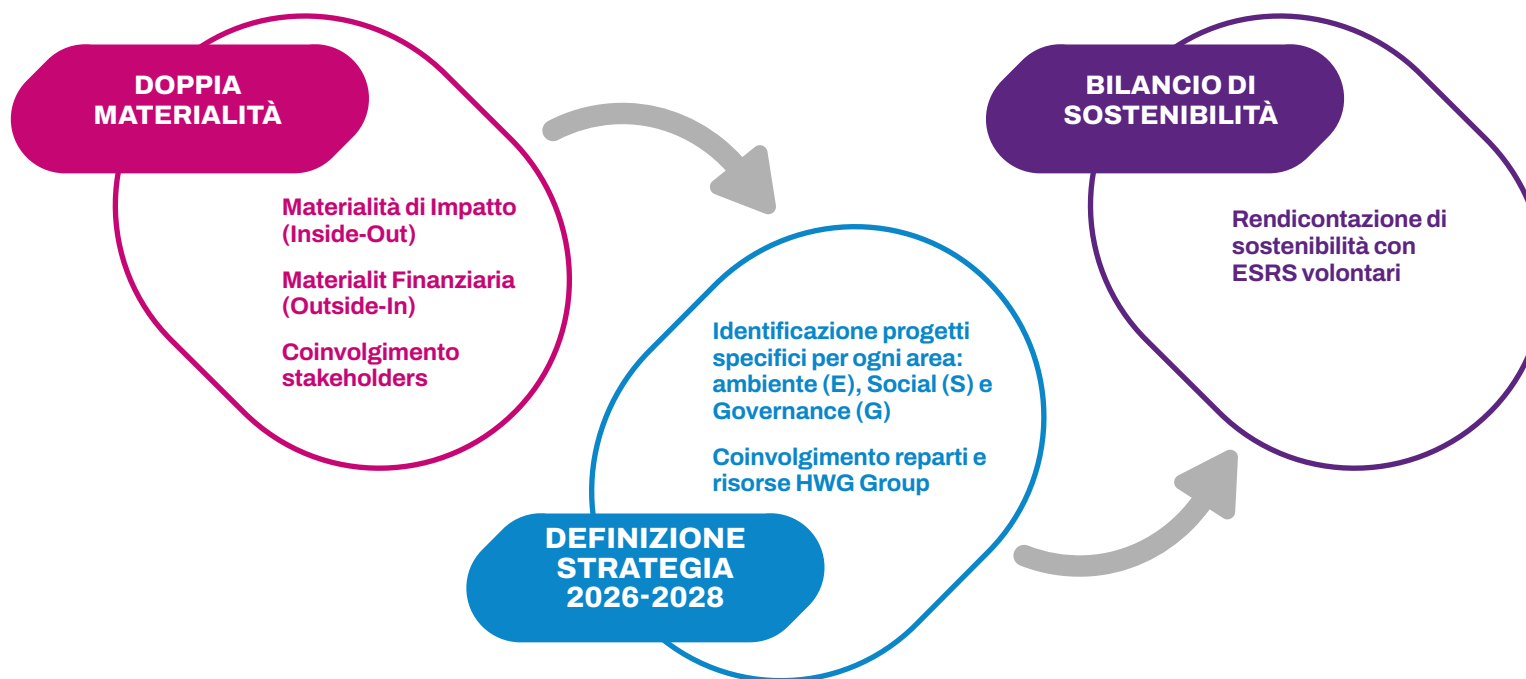 DOPPIA
MATERIALITÀ
Materialità di Impatto
(Inside-Out)
Materialit Finanziaria
(Outside-In)
Coinvolgimento
stakeholders
Identificazione progetti
specifici per ogni area:
ambiente (E), Social (S) e
Governance (G)
Coinvolgimento reparti e
risorse HWG Group
DEFINIZIONE
STRATEGIA
2026-2028
BILANCIO DI
SOSTENIBILITÀ
Rendicontazione di
sostenibilità con
ESRS volontari